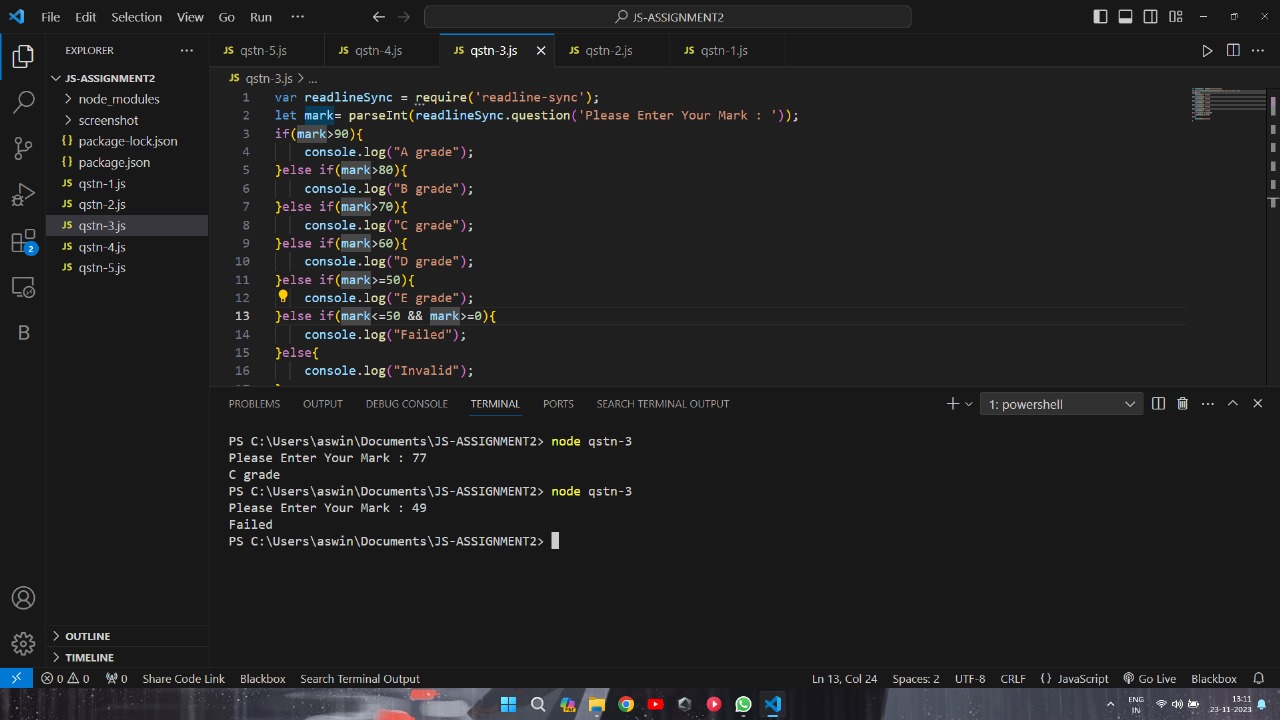 File Edit Selection View Go Run ···
JS-ASSIGNMENT2
EXPLORER
JS-ASSIGNMENT2
node_modules
screenshot
{} package-lock.json
{} package.json
JS qstn-1.js
JS qstn-2.js
JS qstn-3.js
JS qstn-4.js
JS qstn-5.js
OUTLINE
TIMELINE
2
B
JS qstn-5.js JS qstn-4.js JS qstn-3.js JS qstn-2.js JS qstn-1.js
JS qstn-3.js > ...
1 var readlineSync = require('readline-sync');
2 let mark= parseInt(readlineSync.question('Please Enter Your Mark : '));
3 if(mark>90){
4 console.log("A grade");
5 }else if(mark>80){
6 console.log("B grade");
7 }else if(mark>70){
8 console.log("C grade");
9 }else if(mark>60){
10 console.log("D grade");
11 }else if(mark>=50){
12 console.log("E grade");
13 }else if(mark<=50 && mark>=0){
14 console.log("Failed");
15 }else{
16 console.log("Invalid");
PROBLEMS OUTPUT DEBUG CONSOLE TERMINAL PORTS SEARCH TERMINAL OUTPUT
1: powershell
PS C:\Users\aswin\Documents\JS-ASSIGNMENT2> node qstn-3
Please Enter Your Mark : 77
C grade
PS C:\Users\aswin\Documents\JS-ASSIGNMENT2> node qstn-3
Please Enter Your Mark : 49
Failed
PS C:\Users\aswin\Documents\JS-ASSIGNMENT2>
0 0 0 Share Code Link Blackbox Search Terminal Output Ln 13, Col 24 Spaces: 2 UTF-8 CRLF {} JavaScript Go Live Blackbox
ENG 13:11
IN 23-11-2023